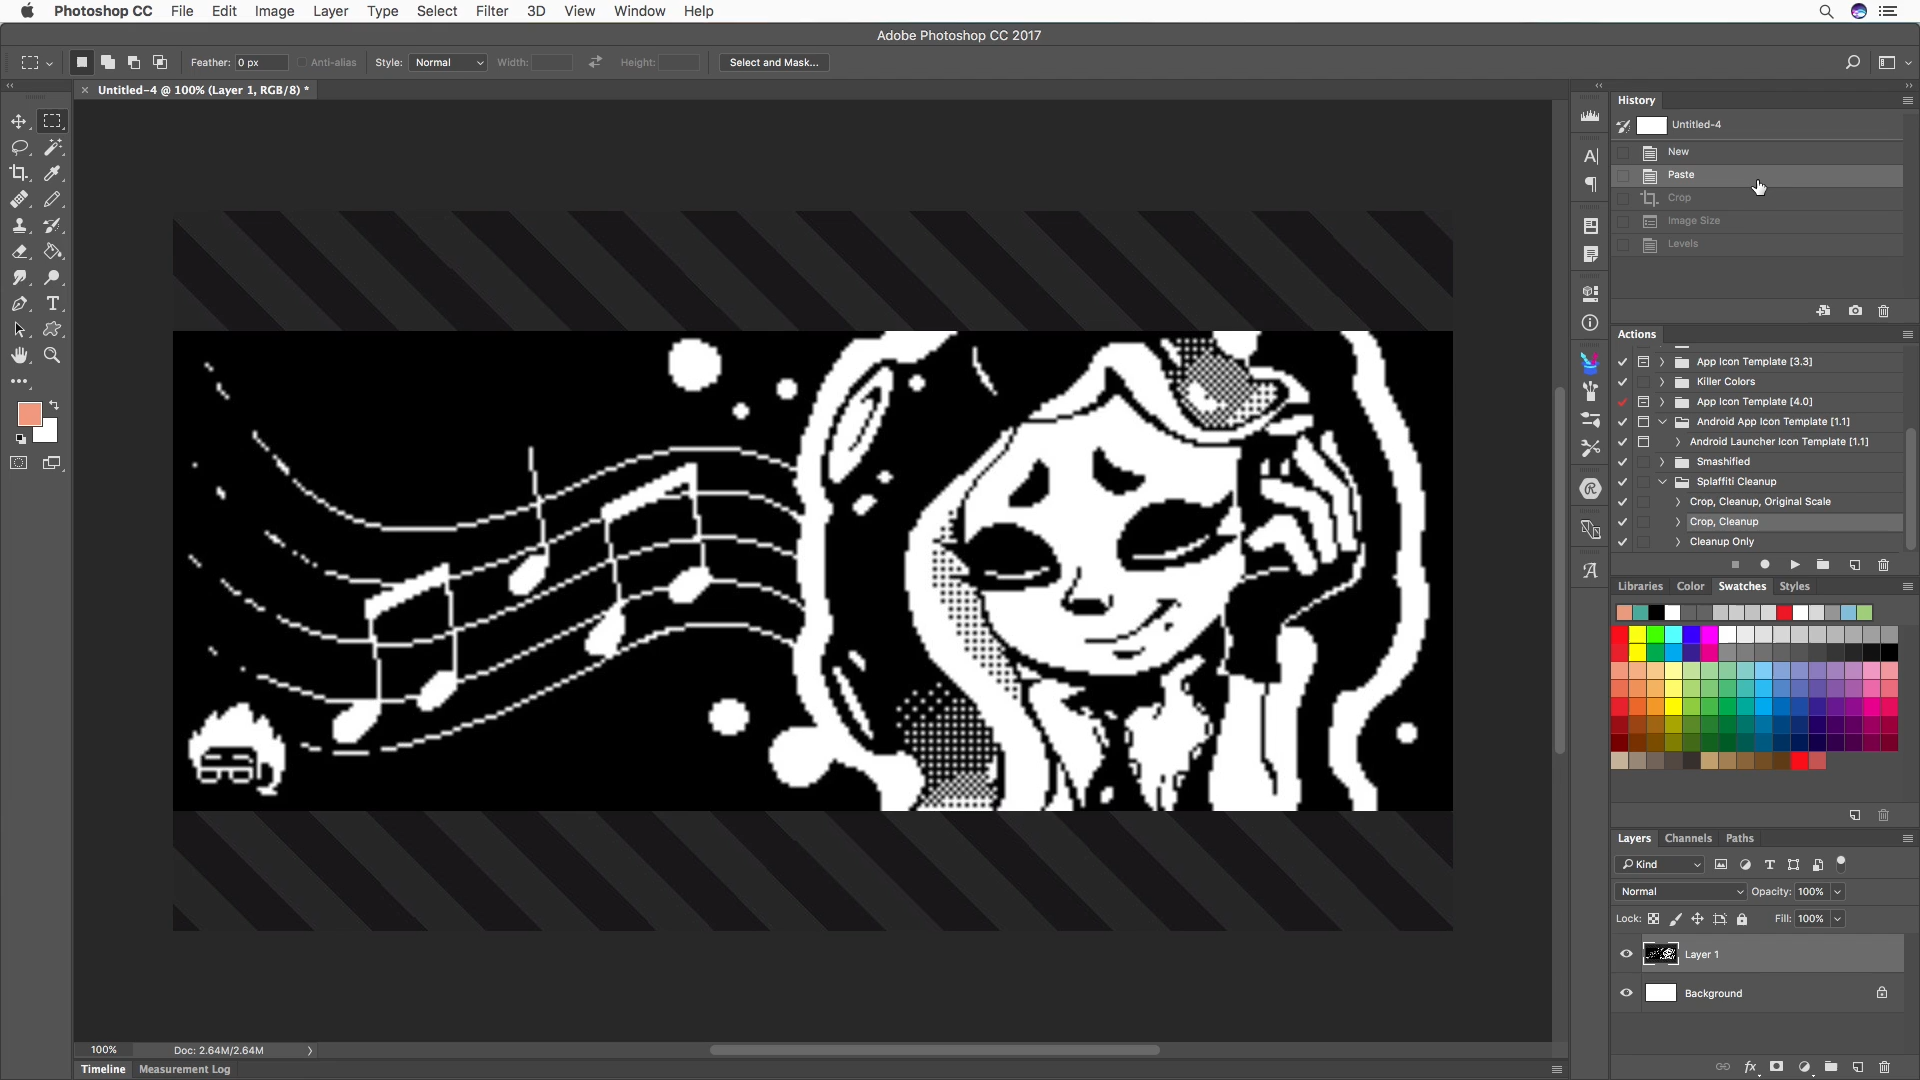 Photoshop CC File Edit Image Layer Type Select Filter 3D View Window Help
Adobe Photoshop CC 2017
Feather: 0 px Anti-alias Style: Normal Width: Height: Select and Mask...
Untitled-4 @ 100% (Layer 1, RGB/8) *
History
Untitled-4
New
Paste
Crop
Image Size
Levels
Actions
App Icon Template [3.3]
Killer Colors
App Icon Template [4.0]
Android App Icon Template [1.1]
Android Launcher Icon Template [1.1]
Smashified
Splaffiti Cleanup
Crop, Cleanup, Original Scale
Crop, Cleanup
Cleanup Only
Libraries Color Swatches Styles
Layers Channels Paths
Kind
Normal Opacity: 100%
Lock: Fill: 100%
Layer 1
Background
fx
100% Doc: 2.64M/2.64M
Timeline Measurement Log